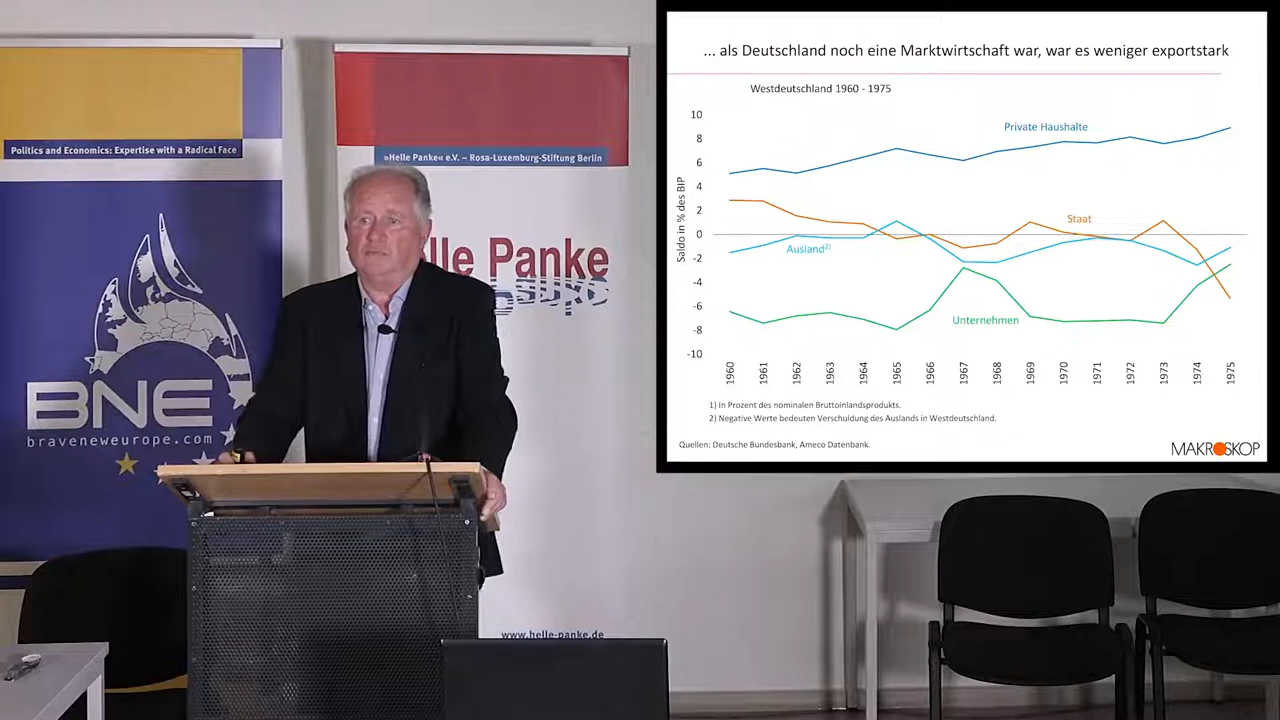 Politics and Economics: Expertise with a Radical Face
BNE
braveneweurope.com
»Helle Panke« e.V. – Rosa-Luxemburg-Stiftung Berlin
lle Panke
www.helle-panke.de
... als Deutschland noch eine Marktwirtschaft war, war es weniger exportstark
Westdeutschland 1960 - 1975
Saldo in % des BIP
10
8
6
4
2
0
-2
-4
-6
-8
-10
Private Haushalte
Staat
Ausland²⁾
Unternehmen
1960 1961 1962 1963 1964 1965 1966 1967 1968 1969 1970 1971 1972 1973 1974 1975
1) In Prozent des nominalen Bruttoinlandsprodukts.
2) Negative Werte bedeuten Verschuldung des Auslands in Westdeutschland.
Quellen: Deutsche Bundesbank, Ameco Datenbank.
MAKROSKOP